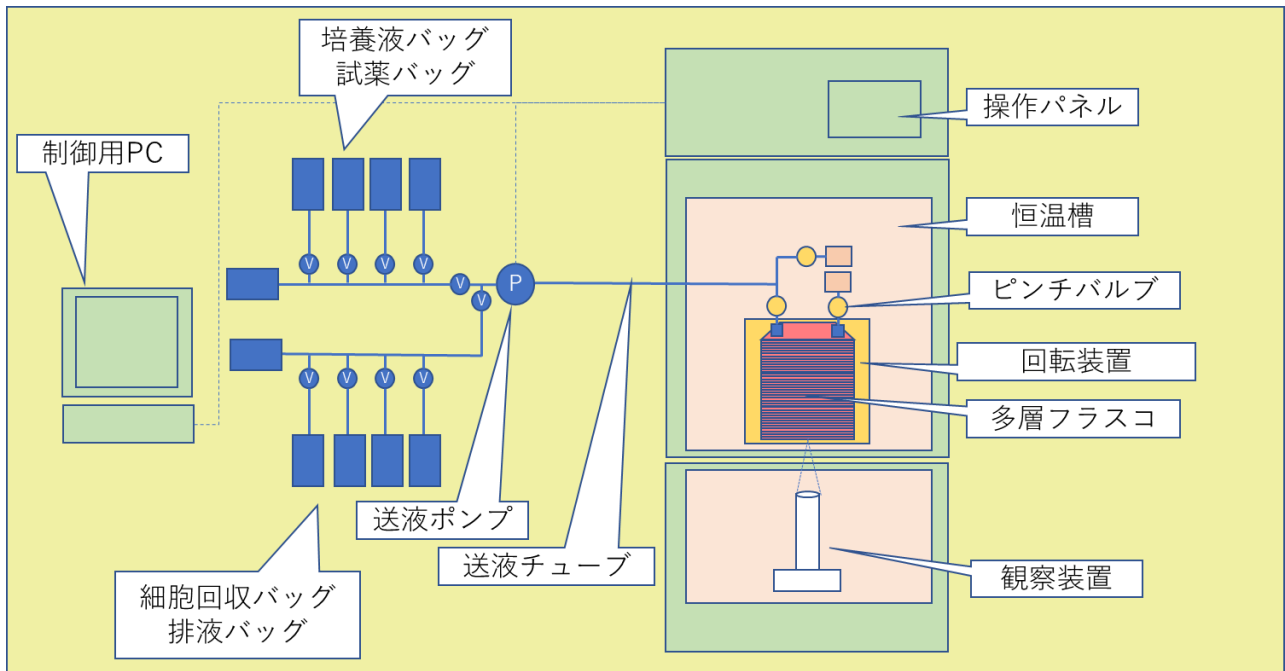 培養液バッグ
試薬バッグ
操作パネル
制御用PC
恒温槽
V V V V
V
P
V
ピンチバルブ
回転装置
V V V V
多層フラスコ
送液ポンプ
送液チューブ
観察装置
細胞回収バッグ
排液バッグ